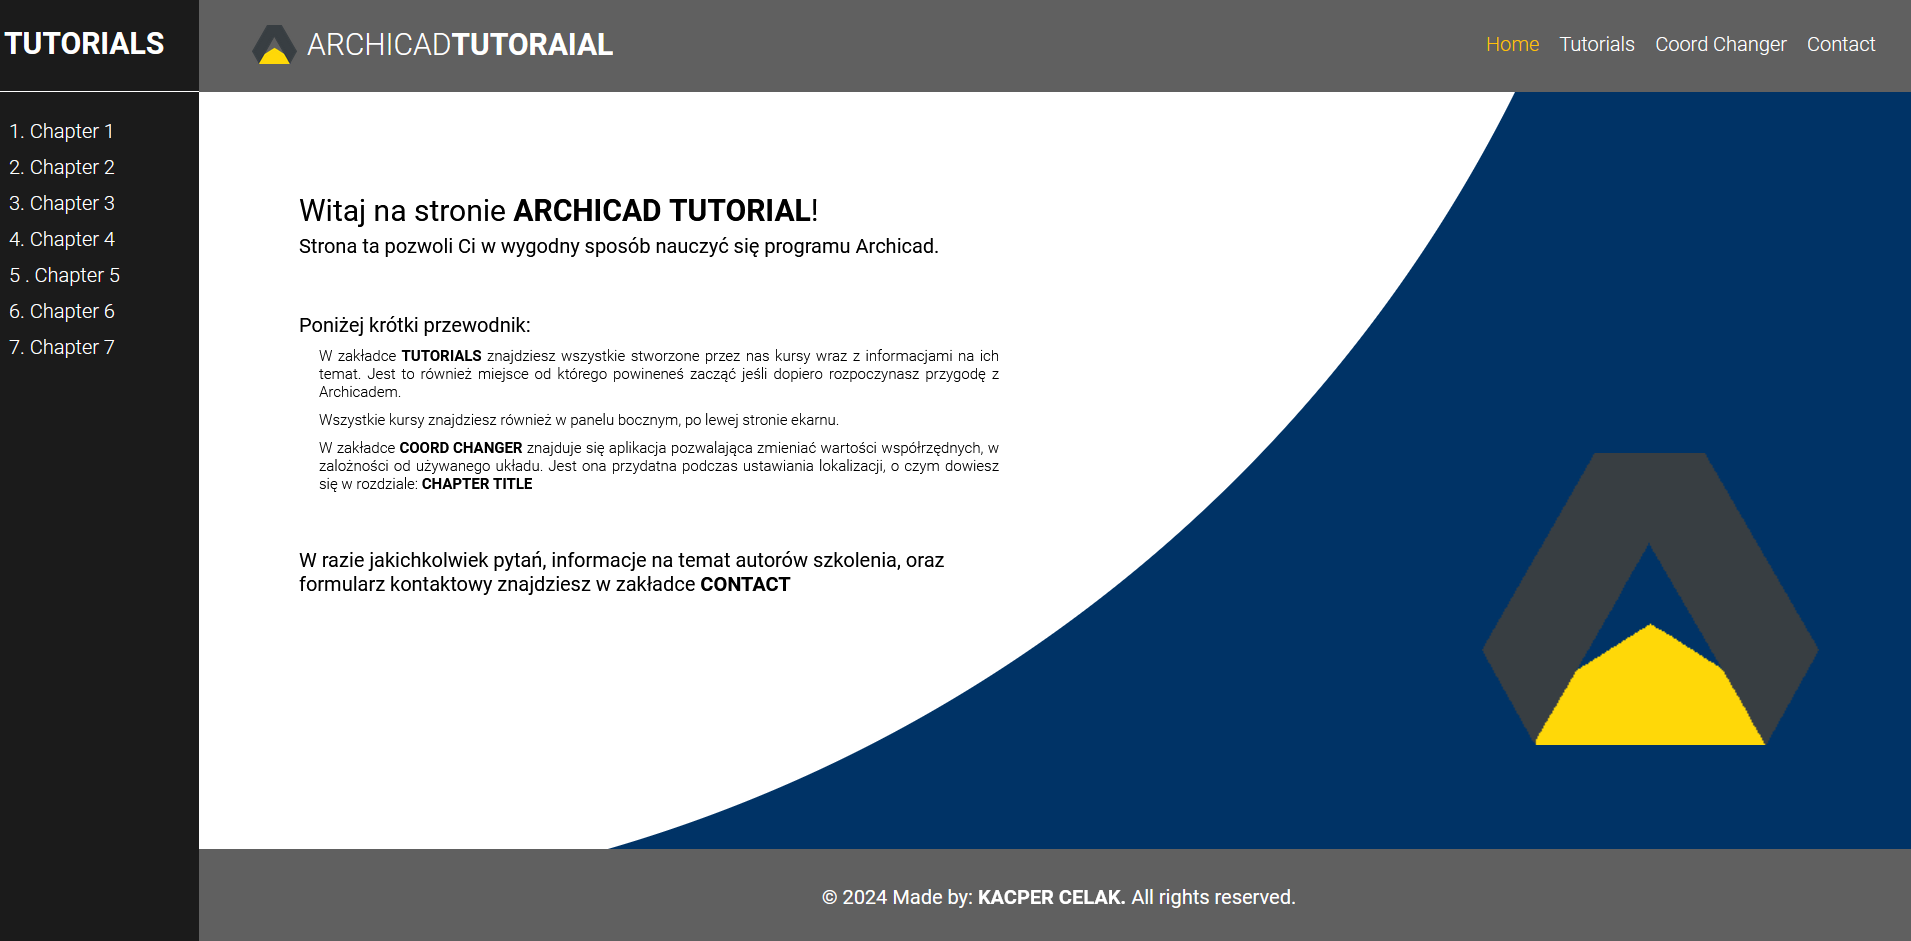 TUTORIALS
ARCHICADTUTORAIAL
Home Tutorials Coord Changer Contact
1. Chapter 1
2. Chapter 2
3. Chapter 3
4. Chapter 4
5 . Chapter 5
6. Chapter 6
7. Chapter 7
Witaj na stronie ARCHICAD TUTORIAL!
Strona ta pozwoli Ci w wygodny sposób nauczyć się programu Archicad.
Poniżej krótki przewodnik:
W zakładce TUTORIALS znajdziesz wszystkie stworzone przez nas kursy wraz z informacjami na ich
temat. Jest to również miejsce od którego powineneś zacząć jeśli dopiero rozpoczynasz przygodę z
Archicadem.
Wszystkie kursy znajdziesz również w panelu bocznym, po lewej stronie ekarnu.
W zakładce COORD CHANGER znajduje się aplikacja pozwalająca zmieniać wartości współrzędnych, w
zalożności od używanego układu. Jest ona przydatna podczas ustawiania lokalizacji, o czym dowiesz
się w rozdziale: CHAPTER TITLE
W razie jakichkolwiek pytań, informacje na temat autorów szkolenia, oraz
formularz kontaktowy znajdziesz w zakładce CONTACT
© 2024 Made by: KACPER CELAK. All rights reserved.